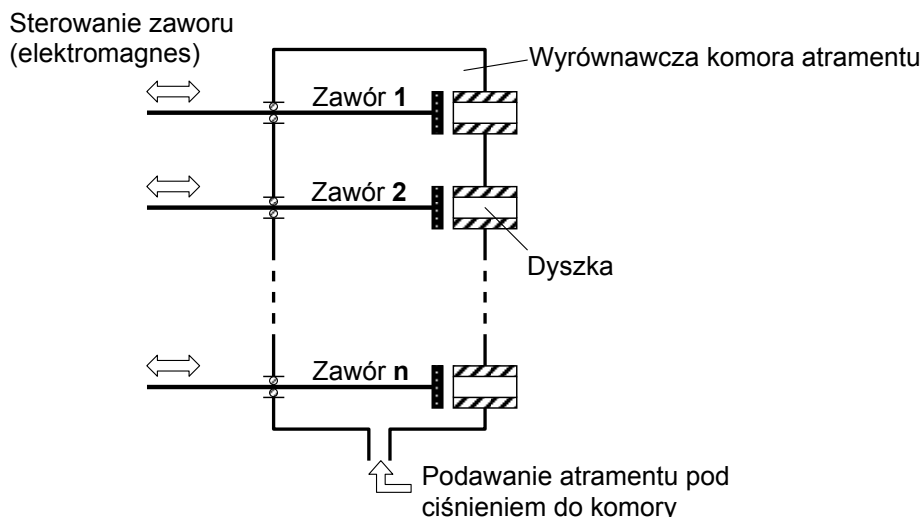 Sterowanie zaworu
(elektromagnes)
Wyrównawcza komora atramentu
Zawór 1
Zawór 2
Dyszka
Zawór n
Podawanie atramentu pod
ciśnieniem do komory